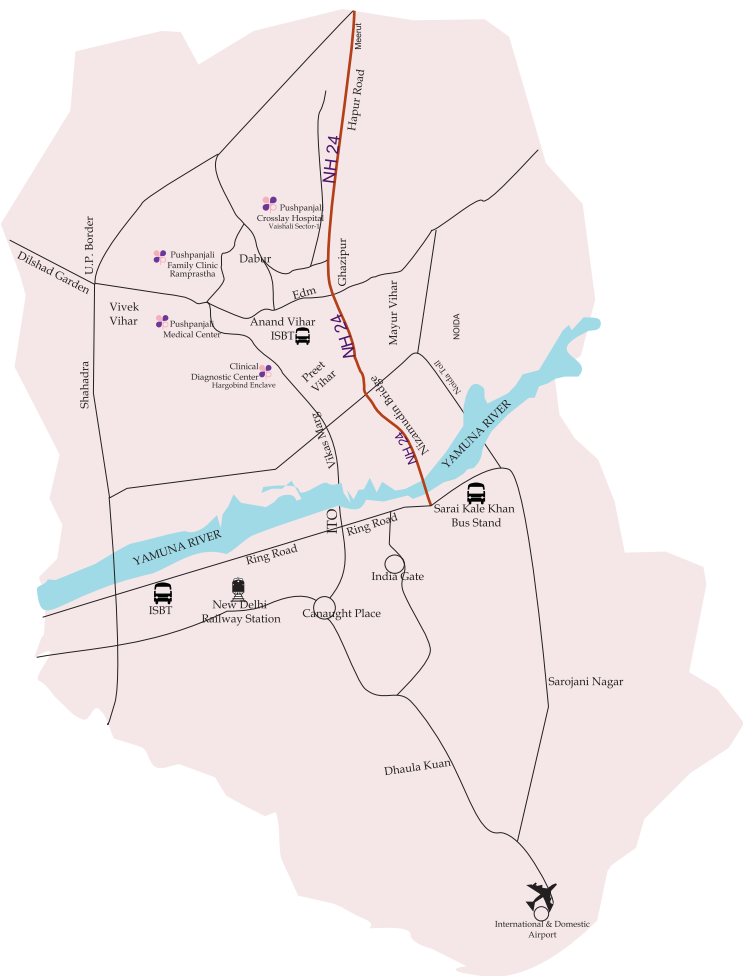 Meerut
Hapur Road
NH 24
Pushpanjali
Crosslay Hospital
Vaishali Sector-1
U.P. Border
Dilshad Garden
Pushpanjali
Family Clinic
Ramprastha
Dabur
Ghazipur
Edm
Vivek
Vihar
Pushpanjali
Medical Center
Anand Vihar
ISBT
NH 24
Mayur Vihar
NOIDA
Shahadra
Clinical
Diagnostic Center
Hargobind Enclave
Preet
Vihar
Noida Toll
Nizamudin Bridge
Vikas Marg
NH 24
YAMUNA RIVER
Sarai Kale Khan
Bus Stand
ITO
Ring Road
YAMUNA RIVER
Ring Road
India Gate
ISBT
New Delhi
Railway Station
Canaught Place
Sarojani Nagar
Dhaula Kuan
International & Domestic
Airport